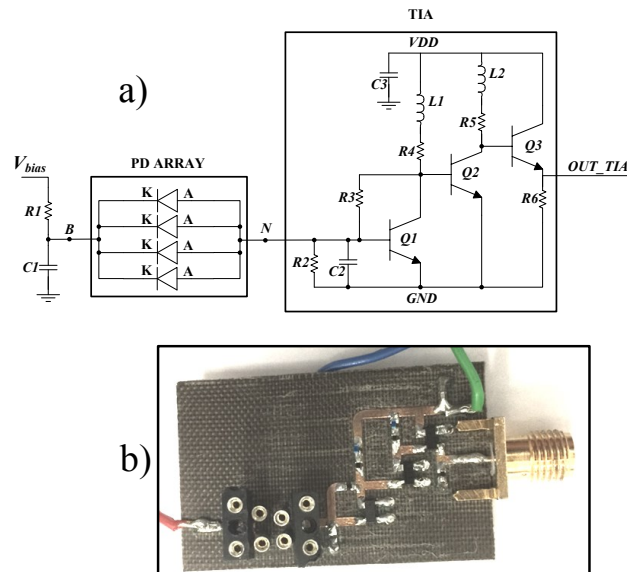 TIA
VDD
C3
L1
L2
a)
R5
R4
Q3
V_bias
PD ARRAY
Q2
OUT_TIA
K A
R3
R6
R1
K A
B
N
Q1
K A
C1
R2
C2
K A
GND
b)